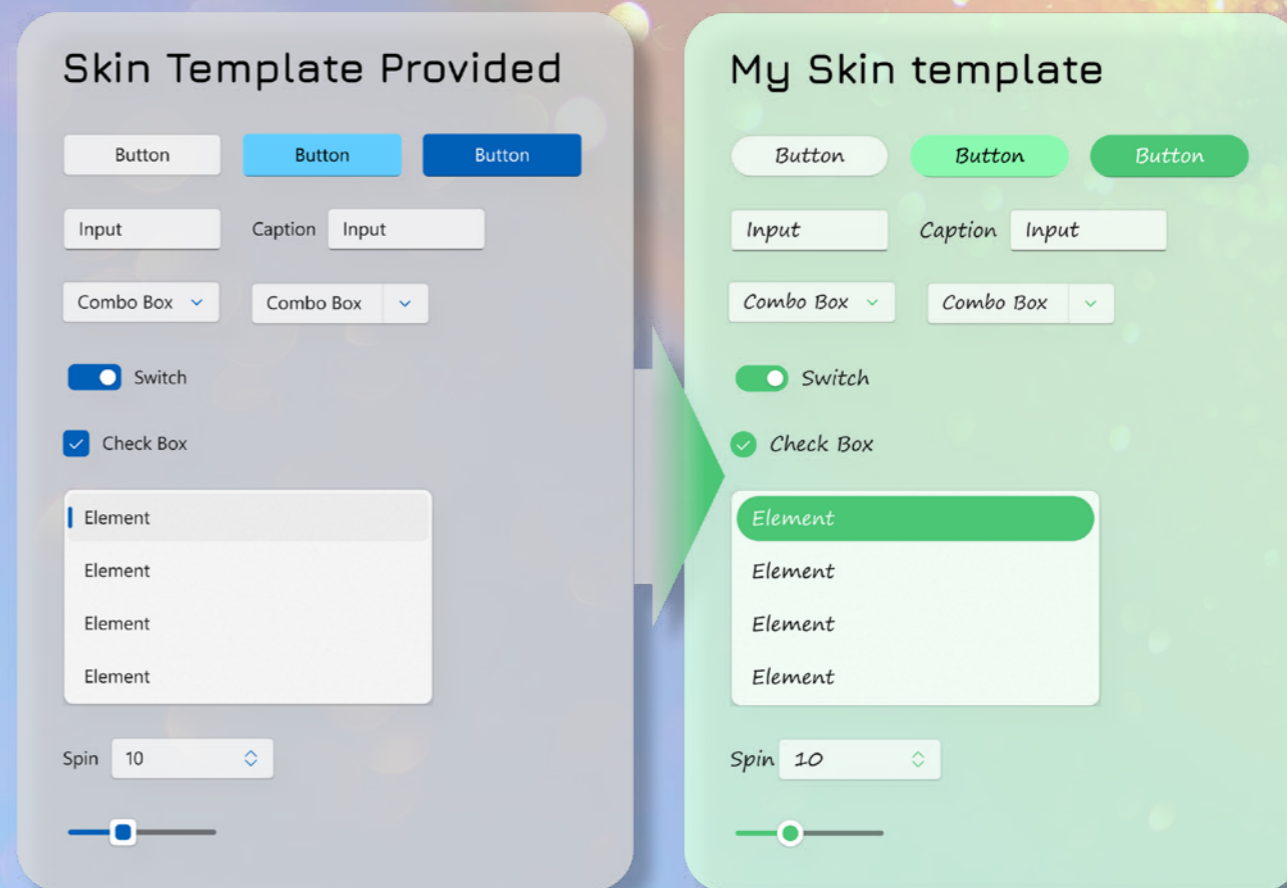 Skin Template Provided
Button Button Button
Input Caption Input
Combo Box Combo Box
Switch
Check Box
Element
Element
Element
Element
Spin 10
My Skin template
Button Button Button
Input Caption Input
Combo Box Combo Box
Switch
Check Box
Element
Element
Element
Element
Spin 10